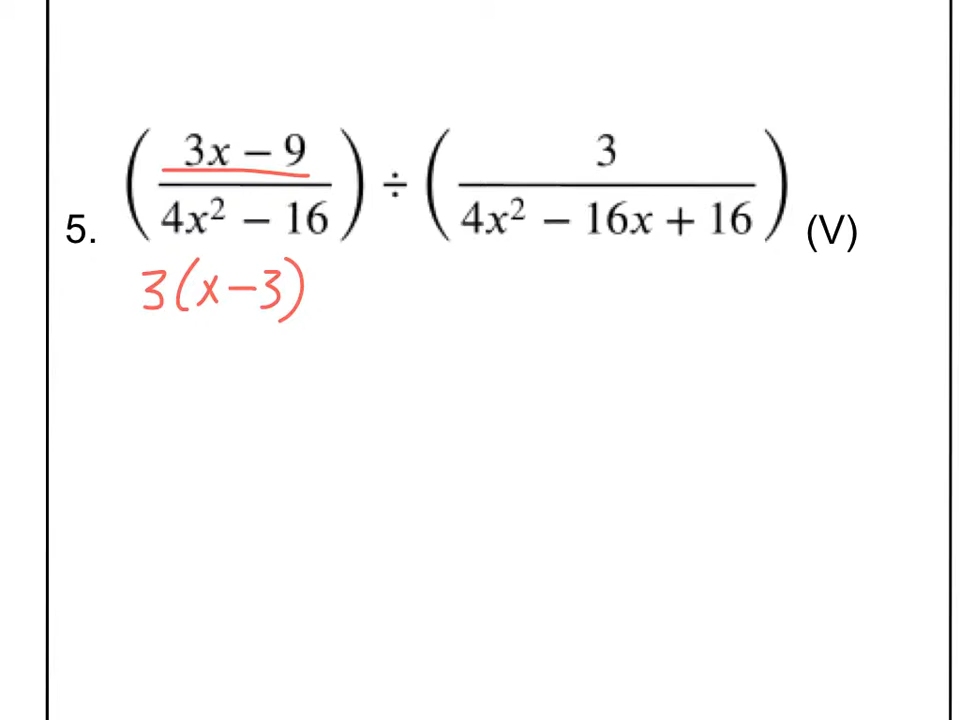 5. (3x − 9 / 4x² − 16) ÷ (3 / 4x² − 16x + 16) (V)
3(x−3)